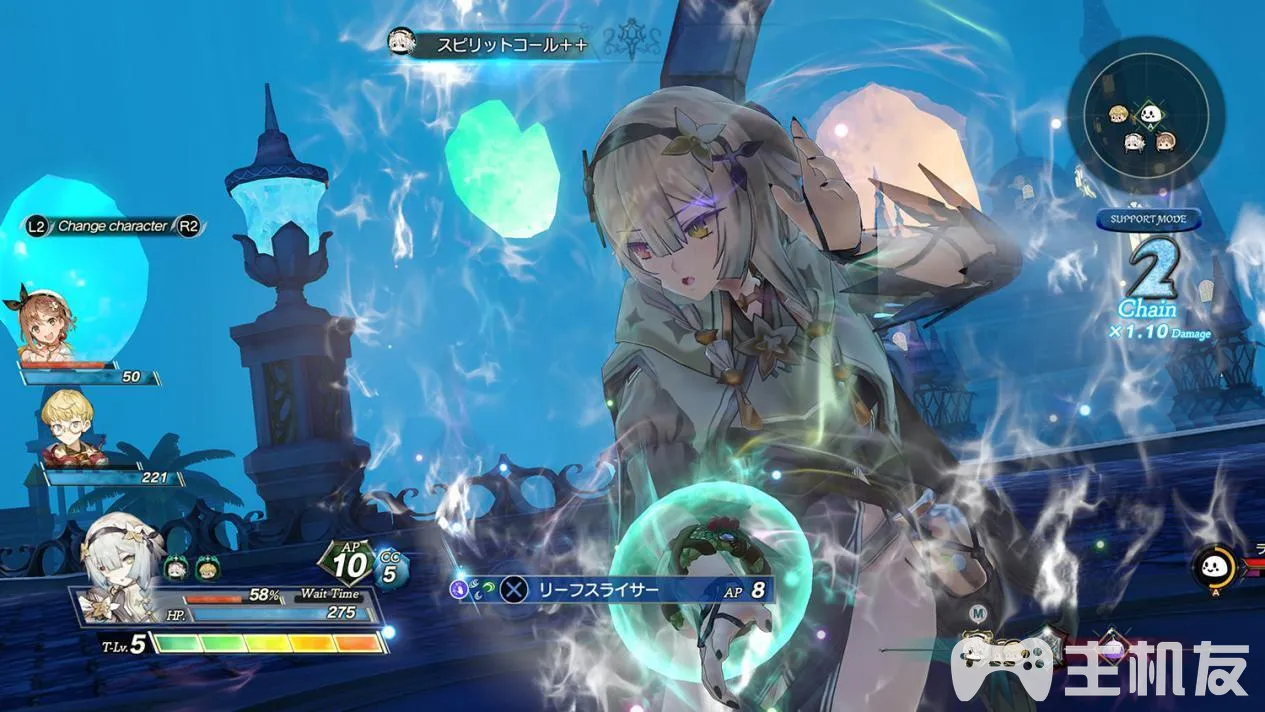 スピリットコール++
L2 Change character R2
SUPPORT MODE
2
Chain
×1.10 Damage
50
221
AP
10
CC
5
58%
Wait Time
HP.
275
T-Lv.5
リーフスライサー AP 8
M
A
主机友